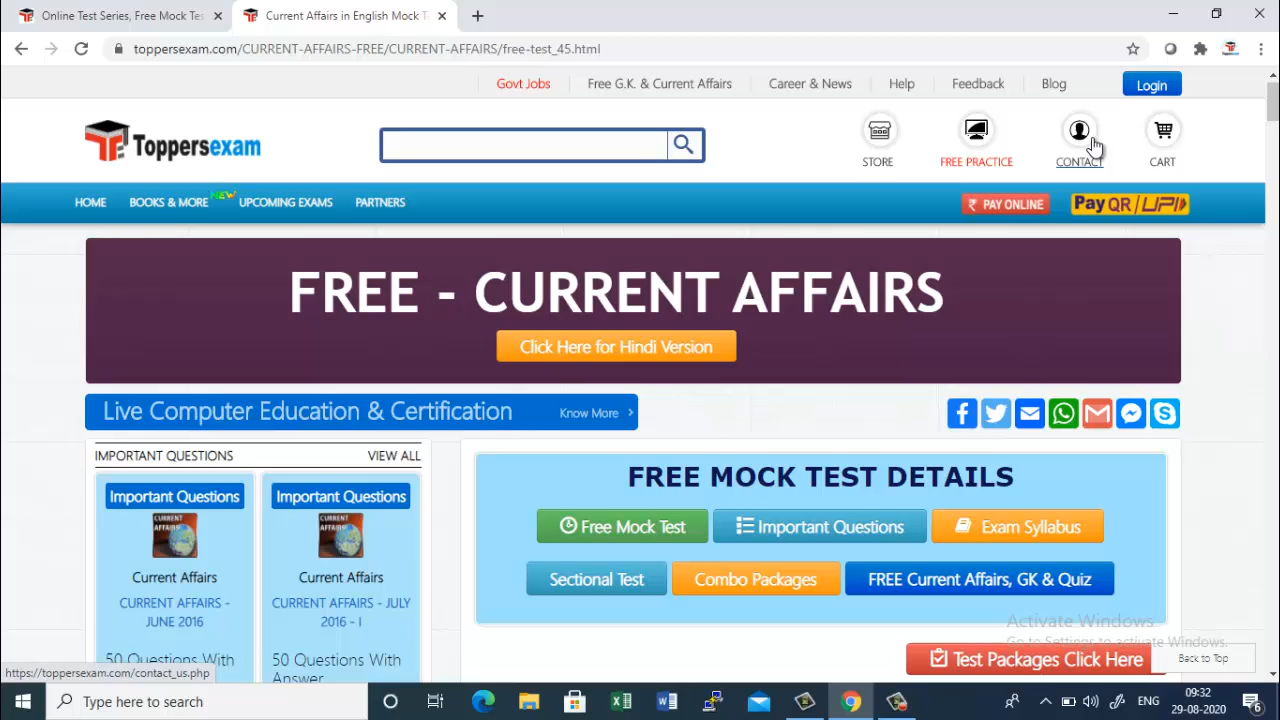 Online Test Series, Free Mock Tes
Current Affairs in English Mock T
toppersexam.com/CURRENT-AFFAIRS-FREE/CURRENT-AFFAIRS/free-test_45.html
Govt Jobs
Free G.K. & Current Affairs
Career & News
Help
Feedback
Blog
Login
Toppersexam
STORE
FREE PRACTICE
CONTACT
CART
HOME
BOOKS & MORE
NEW
UPCOMING EXAMS
PARTNERS
₹ PAY ONLINE
Pay QR/UPI
FREE - CURRENT AFFAIRS
Click Here for Hindi Version
Live Computer Education & Certification
Know More
IMPORTANT QUESTIONS
VIEW ALL
Important Questions
CURRENT AFFAIRS
Current Affairs
CURRENT AFFAIRS -
JUNE 2016
50 Questions With
Answer
Important Questions
CURRENT AFFAIRS
Current Affairs
CURRENT AFFAIRS - JULY
2016 - I
50 Questions With
Answer
FREE MOCK TEST DETAILS
Free Mock Test
Important Questions
Exam Syllabus
Sectional Test
Combo Packages
FREE Current Affairs, GK & Quiz
Activate Windows
Go to Settings to activate Windows.
Test Packages Click Here
Back to Top
https://toppersexam.com/contact_us.php
Type here to search
ENG
09:32
29-08-2020
6